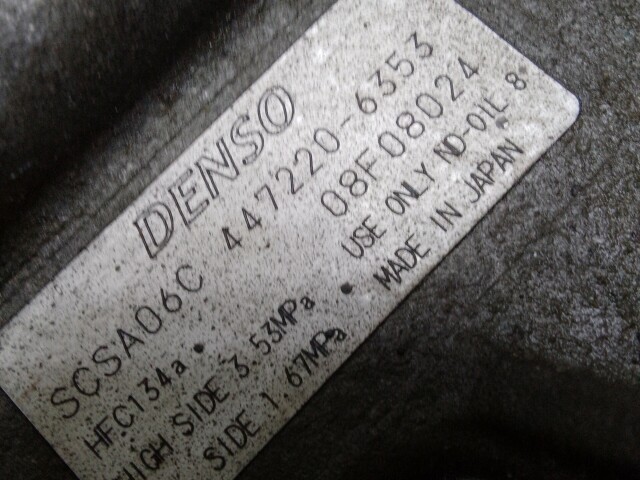 DENSO
SCSA06C 447220-6353
08F08024
HFC134a • USE ONLY ND-OIL 8
HIGH SIDE 3.53MPa • MADE IN JAPAN
SIDE 1.67MPa